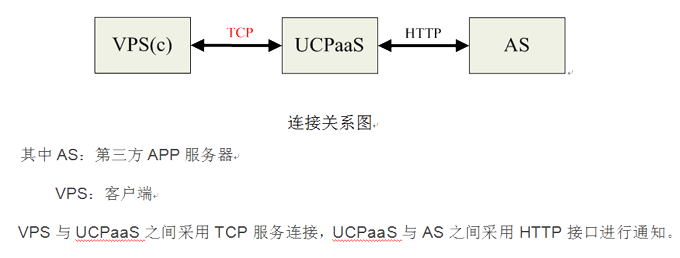 VPS(c) TCP UCPaaS HTTP AS
连接关系图
其中 AS：第三方 APP 服务器
VPS：客户端
VPS 与 UCPaaS 之间采用 TCP 服务连接，UCPaaS 与 AS 之间采用 HTTP 接口进行通知。